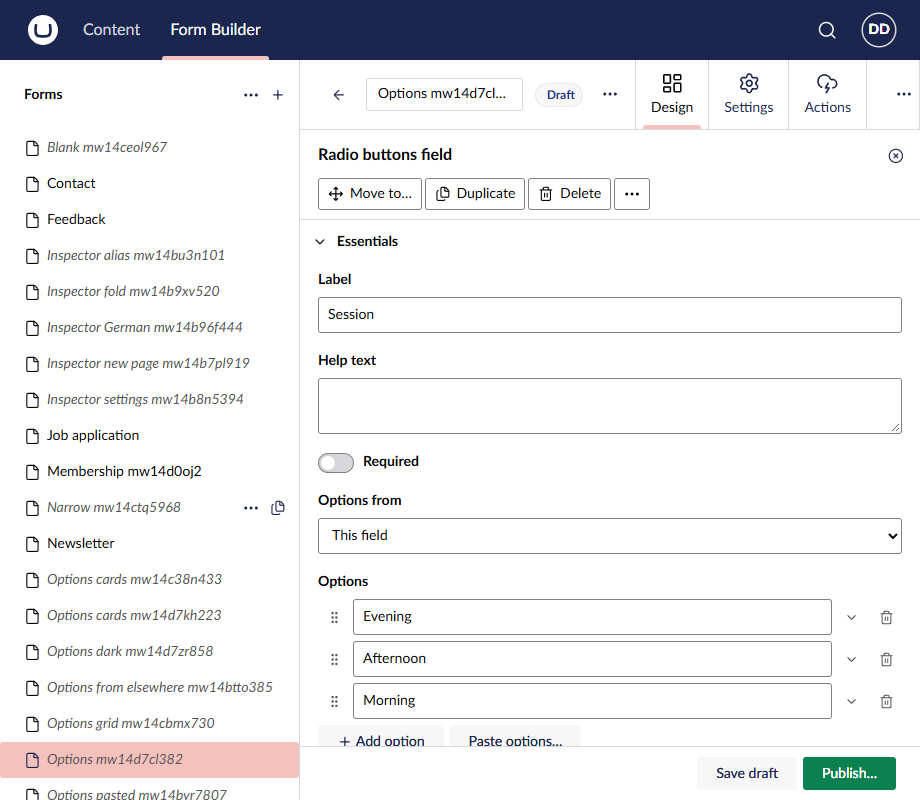 Content
Form Builder
DD
Forms
Options mw14d7cl...
Draft
Design
Settings
Actions
Blank mw14ceol967
Contact
Feedback
Inspector alias mw14bu3n101
Inspector fold mw14b9xv520
Inspector German mw14b96f444
Inspector new page mw14b7pl919
Inspector settings mw14b8n5394
Job application
Membership mw14d0oj2
Narrow mw14ctq5968
Newsletter
Options cards mw14c38n433
Options cards mw14d7kh223
Options dark mw14d7zr858
Options from elsewhere mw14btto385
Options grid mw14cbmx730
Options mw14d7cl382
Options pasted mw14bvr7807
Radio buttons field
Move to...
Duplicate
Delete
Essentials
Label
Session
Help text
Required
Options from
This field
Options
Evening
Afternoon
Morning
Add option
Paste options...
Save draft
Publish...